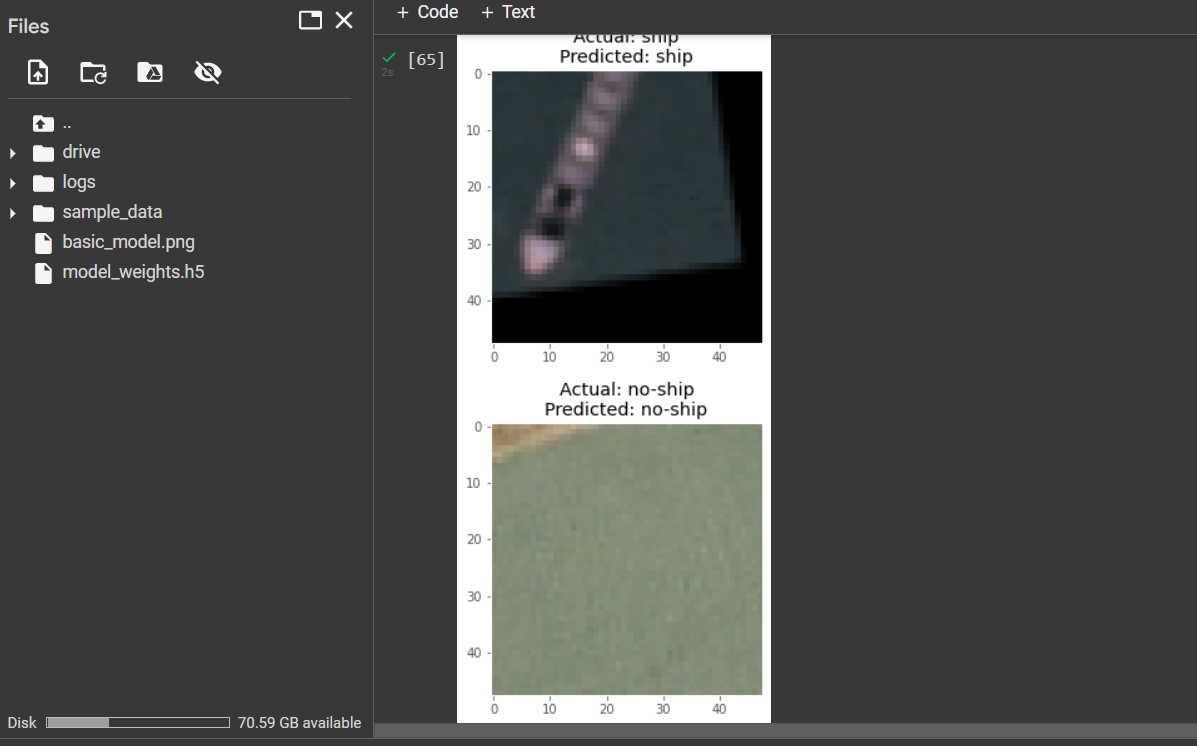 Files
..
drive
logs
sample_data
basic_model.png
model_weights.h5
Disk 70.59 GB available
+ Code + Text
[65]
2s
Actual: ship
Predicted: ship
0
10
20
30
40
0 10 20 30 40
Actual: no-ship
Predicted: no-ship
0
10
20
30
40
0 10 20 30 40